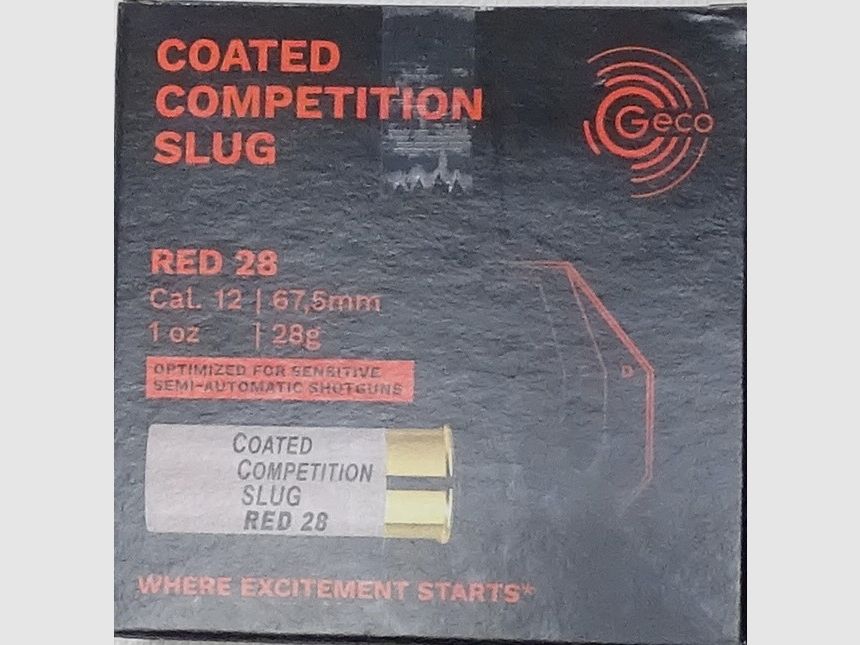 COATED
COMPETITION
SLUG
Geco
RED 28
Cal. 12 | 67,5mm
1 oz | 28g
OPTIMIZED FOR SENSITIVE
SEMI-AUTOMATIC SHOTGUNS
D
COATED
COMPETITION
SLUG
RED 28
WHERE EXCITEMENT STARTS*